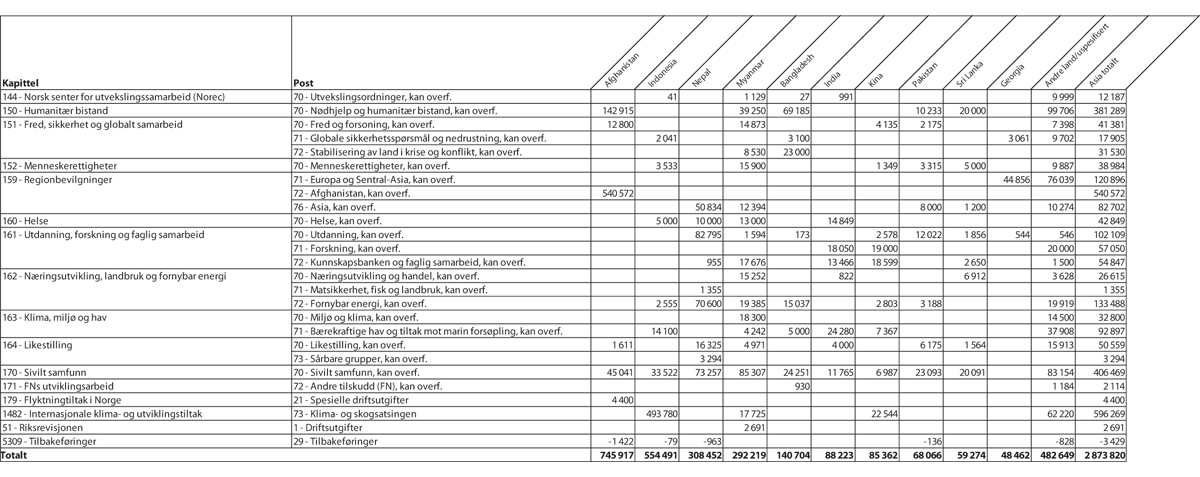 Kapittel Post Afghanistan Indonesia Nepal Myanmar Bangladesh India Kina Pakistan Sri Lanka Georgia Andre land/uspesifisert Asia totalt
144 - Norsk senter for utvekslingssamarbeid (Norec) 70 - Utvekslingsordninger, kan overf. 41 1 129 27 991 9 999 12 187
150 - Humanitær bistand 70 - Nødhjelp og humanitær bistand, kan overf. 142 915 39 250 69 185 10 233 20 000 99 706 381 289
151 - Fred, sikkerhet og globalt samarbeid 70 - Fred og forsoning, kan overf. 12 800 14 873 4 135 2 175 7 398 41 381
71 - Globale sikkerhetsspørsmål og nedrustning, kan overf. 2 041 3 100 3 061 9 702 17 905
72 - Stabilisering av land i krise og konflikt, kan overf. 8 530 23 000 31 530
152 - Menneskerettigheter 70 - Menneskerettigheter, kan overf. 3 533 15 900 1 349 3 315 5 000 9 887 38 984
159 - Regionbevilgninger 71 - Europa og Sentral-Asia, kan overf. 44 856 76 039 120 896
72 - Afghanistan, kan overf. 540 572 540 572
76 - Asia, kan overf. 50 834 12 394 8 000 1 200 10 274 82 702
160 - Helse 70 - Helse, kan overf. 5 000 10 000 13 000 14 849 42 849
161 - Utdanning, forskning og faglig samarbeid 70 - Utdanning, kan overf. 82 795 1 594 173 2 578 12 022 1 856 544 546 102 109
71 - Forskning, kan overf. 18 050 19 000 20 000 57 050
72 - Kunnskapsbanken og faglig samarbeid, kan overf. 955 17 676 13 466 18 599 2 650 1 500 54 847
162 - Næringsutvikling, landbruk og fornybar energi 70 - Næringsutvikling og handel, kan overf. 15 252 822 6 912 3 628 26 615
71 - Matsikkerhet, fisk og landbruk, kan overf. 1 355 1 355
72 - Fornybar energi, kan overf. 2 555 70 600 19 385 15 037 2 803 3 188 19 919 133 488
163 - Klima, miljø og hav 70 - Miljø og klima, kan overf. 18 300 14 500 32 800
71 - Bærekraftige hav og tiltak mot marin forsøpling, kan overf. 14 100 4 242 5 000 24 280 7 367 37 908 92 897
164 - Likestilling 70 - Likestilling, kan overf. 1 611 16 325 4 971 4 000 6 175 1 564 15 913 50 559
73 - Sårbare grupper, kan overf. 3 294 3 294
170 - Sivilt samfunn 70 - Sivilt samfunn, kan overf. 45 041 33 522 73 257 85 307 24 251 11 765 6 987 23 093 20 091 83 154 406 469
171 - FNs utviklingsarbeid 72 - Andre tilskudd (FN), kan overf. 930 1 184 2 114
179 - Flyktningtiltak i Norge 21 - Spesielle driftsutgifter 4 400 4 400
1482 - Internasjonale klima- og utviklingstiltak 73 - Klima- og skogsatsingen 493 780 17 725 22 544 62 220 596 269
51 - Riksrevisjonen 1 - Driftsutgifter 2 691 2 691
5309 - Tilbakeføringer 29 - Tilbakeføringer -1 422 -79 -963 -136 -828 -3 429
Totalt 745 917 554 491 308 452 292 219 140 704 88 223 85 362 68 066 59 274 48 462 482 649 2 873 820